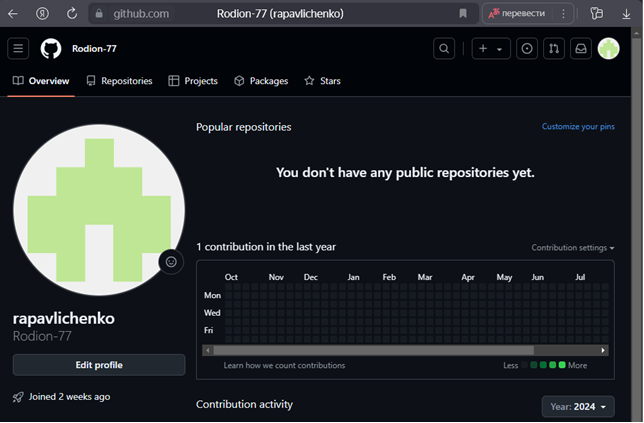 github.com Rodion-77 (rapavlichenko) перевести
Rodion-77
Overview Repositories Projects Packages Stars
Popular repositories Customize your pins
You don't have any public repositories yet.
1 contribution in the last year Contribution settings
Oct Nov Dec Jan Feb Mar Apr May Jun Jul
Mon
Wed
Fri
Learn how we count contributions Less More
rapavlichenko
Rodion-77
Edit profile
Joined 2 weeks ago
Contribution activity Year: 2024